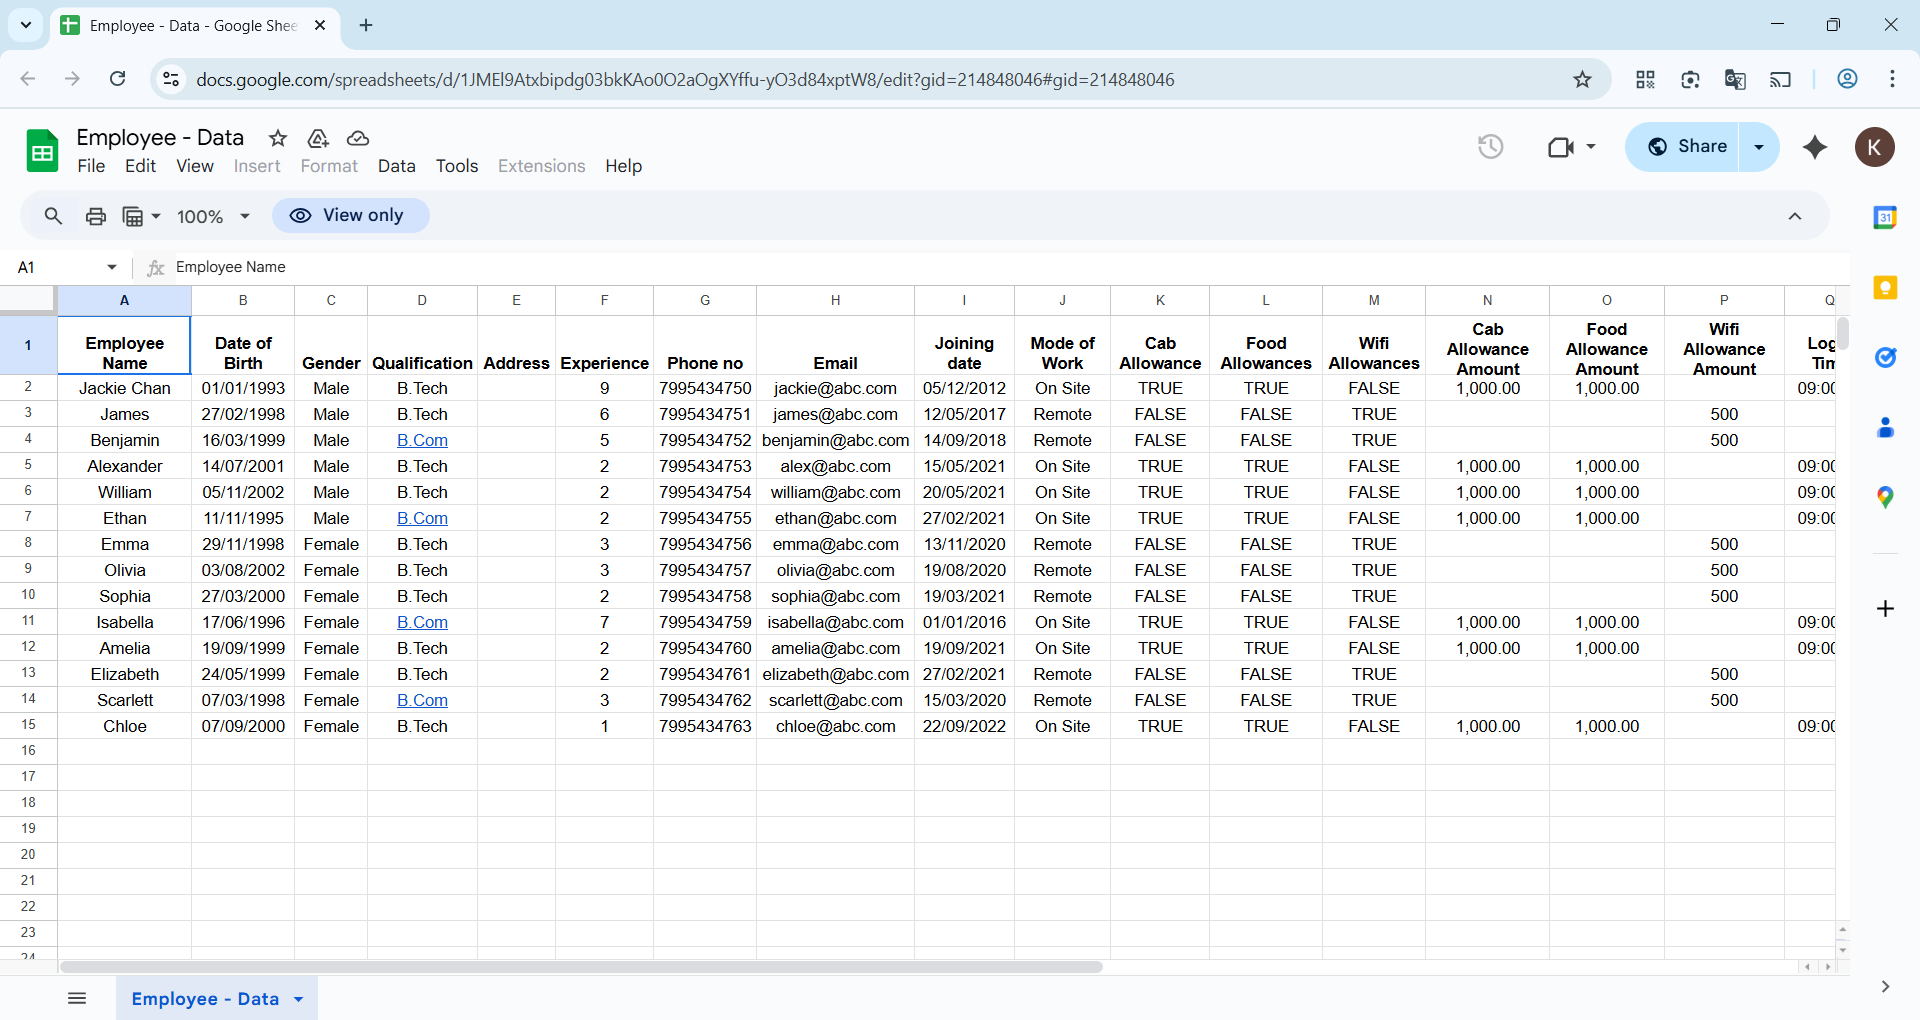 Employee - Data - Google Shee
docs.google.com/spreadsheets/d/1JMEl9Atxbipdg03bkKAo0O2aOgXYffu-yO3d84xptW8/edit?gid=214848046#gid=214848046
Employee - Data
File Edit View Insert Format Data Tools Extensions Help
Share
K
100% View only
31
A1 fx Employee Name
A B C D E F G H I J K L M N O P Q
1 Employee Name Date of Birth Gender Qualification Address Experience Phone no Email Joining date Mode of Work Cab Allowance Food Allowances Wifi Allowances Cab Allowance Amount Food Allowance Amount Wifi Allowance Amount Log Tim
2 Jackie Chan 01/01/1993 Male B.Tech 9 7995434750 jackie@abc.com 05/12/2012 On Site TRUE TRUE FALSE 1,000.00 1,000.00 09:00
3 James 27/02/1998 Male B.Tech 6 7995434751 james@abc.com 12/05/2017 Remote FALSE FALSE TRUE 500
4 Benjamin 16/03/1999 Male B.Com 5 7995434752 benjamin@abc.com 14/09/2018 Remote FALSE FALSE TRUE 500
5 Alexander 14/07/2001 Male B.Tech 2 7995434753 alex@abc.com 15/05/2021 On Site TRUE TRUE FALSE 1,000.00 1,000.00 09:00
6 William 05/11/2002 Male B.Tech 2 7995434754 william@abc.com 20/05/2021 On Site TRUE TRUE FALSE 1,000.00 1,000.00 09:00
7 Ethan 11/11/1995 Male B.Com 2 7995434755 ethan@abc.com 27/02/2021 On Site TRUE TRUE FALSE 1,000.00 1,000.00 09:00
8 Emma 29/11/1998 Female B.Tech 3 7995434756 emma@abc.com 13/11/2020 Remote FALSE FALSE TRUE 500
9 Olivia 03/08/2002 Female B.Tech 3 7995434757 olivia@abc.com 19/08/2020 Remote FALSE FALSE TRUE 500
10 Sophia 27/03/2000 Female B.Tech 2 7995434758 sophia@abc.com 19/03/2021 Remote FALSE FALSE TRUE 500
11 Isabella 17/06/1996 Female B.Com 7 7995434759 isabella@abc.com 01/01/2016 On Site TRUE TRUE FALSE 1,000.00 1,000.00 09:00
12 Amelia 19/09/1999 Female B.Tech 2 7995434760 amelia@abc.com 19/09/2021 On Site TRUE TRUE FALSE 1,000.00 1,000.00 09:00
13 Elizabeth 24/05/1999 Female B.Tech 2 7995434761 elizabeth@abc.com 27/02/2021 Remote FALSE FALSE TRUE 500
14 Scarlett 07/03/1998 Female B.Com 3 7995434762 scarlett@abc.com 15/03/2020 Remote FALSE FALSE TRUE 500
15 Chloe 07/09/2000 Female B.Tech 1 7995434763 chloe@abc.com 22/09/2022 On Site TRUE TRUE FALSE 1,000.00 1,000.00 09:00
16
17
18
19
20
21
22
23
24
Employee - Data